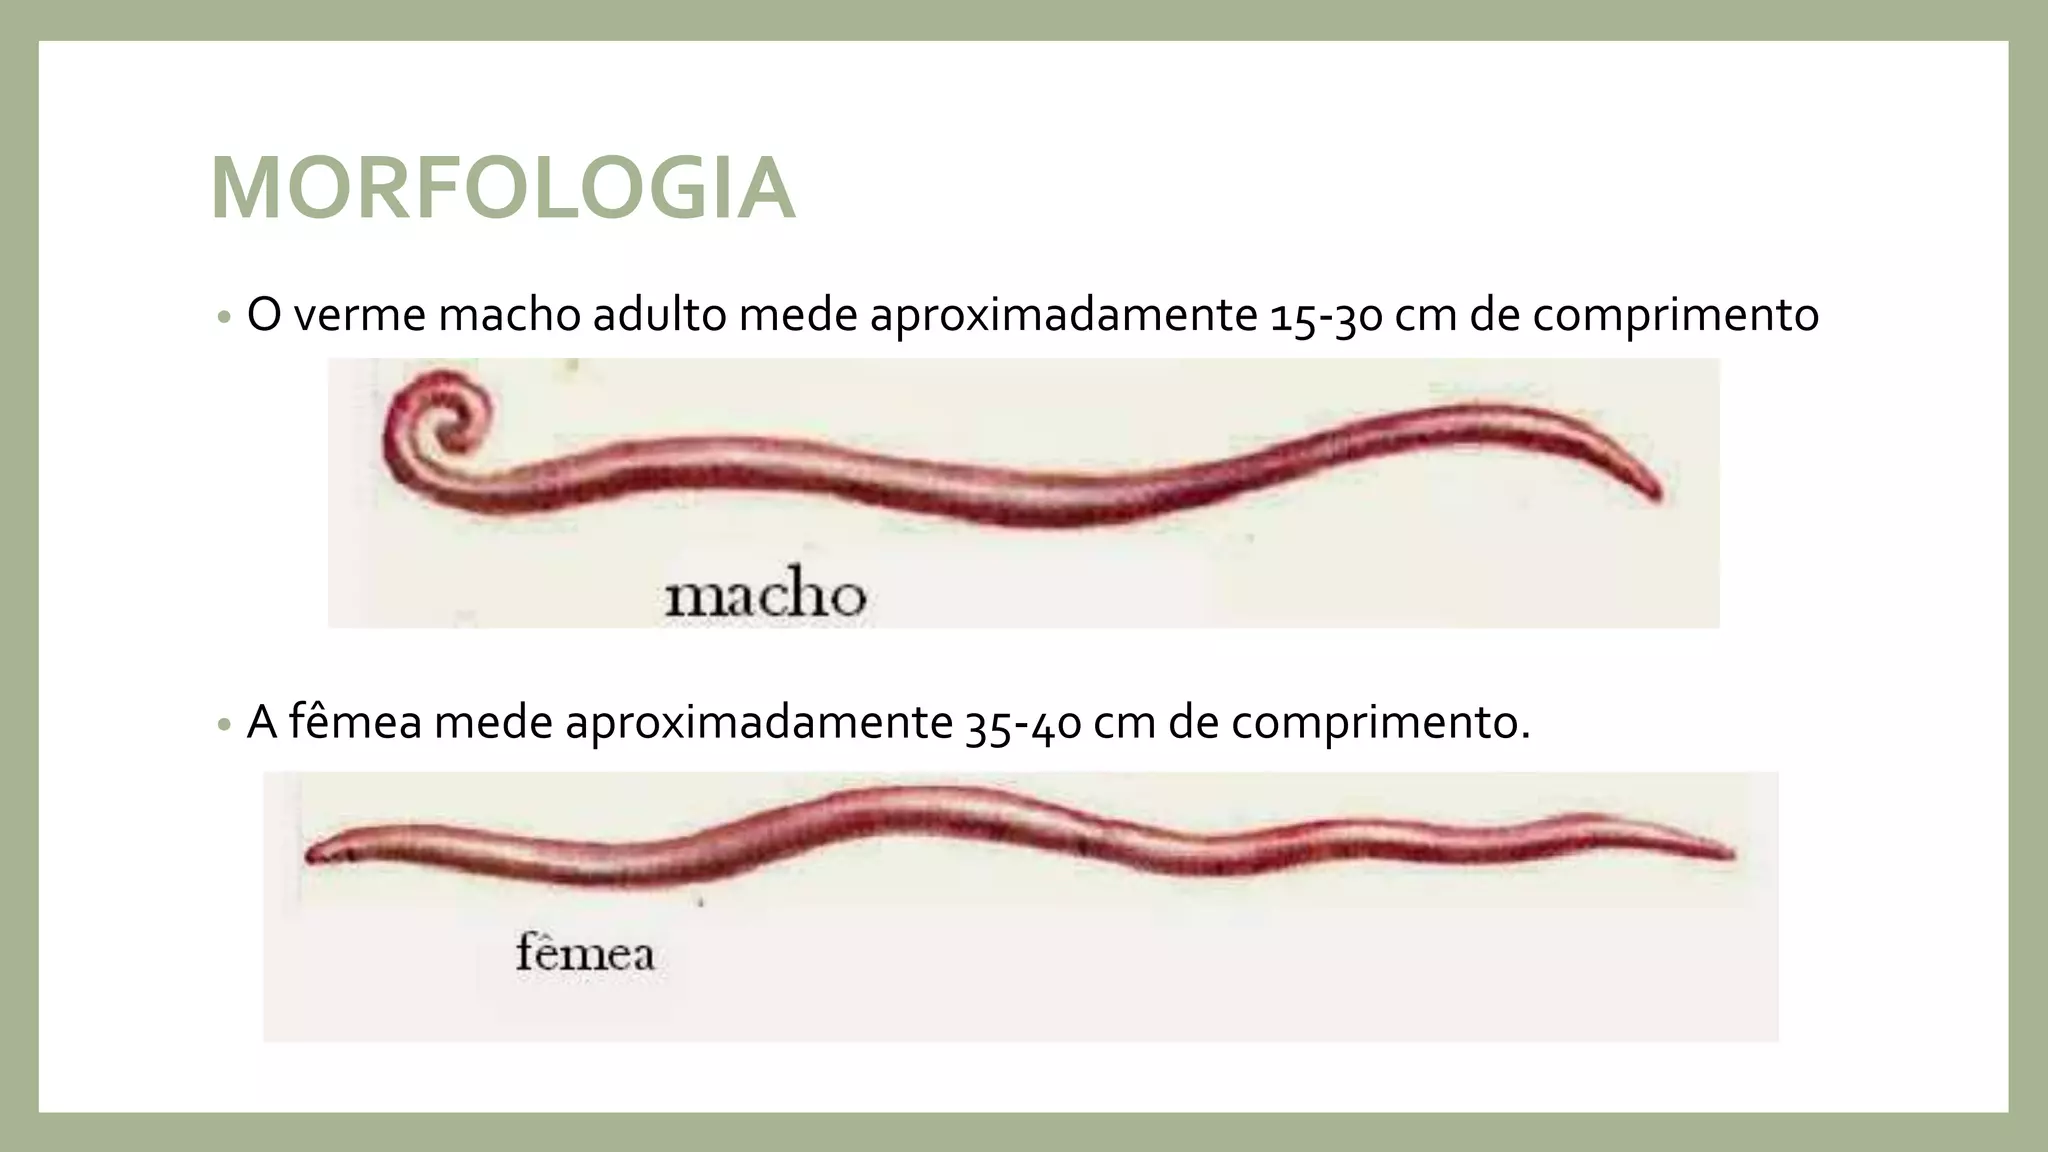 MORFOLOGIA
• O verme macho adulto mede aproximadamente 15-30 cm de comprimento
macho
• A fêmea mede aproximadamente 35-40 cm de comprimento.
fêmea